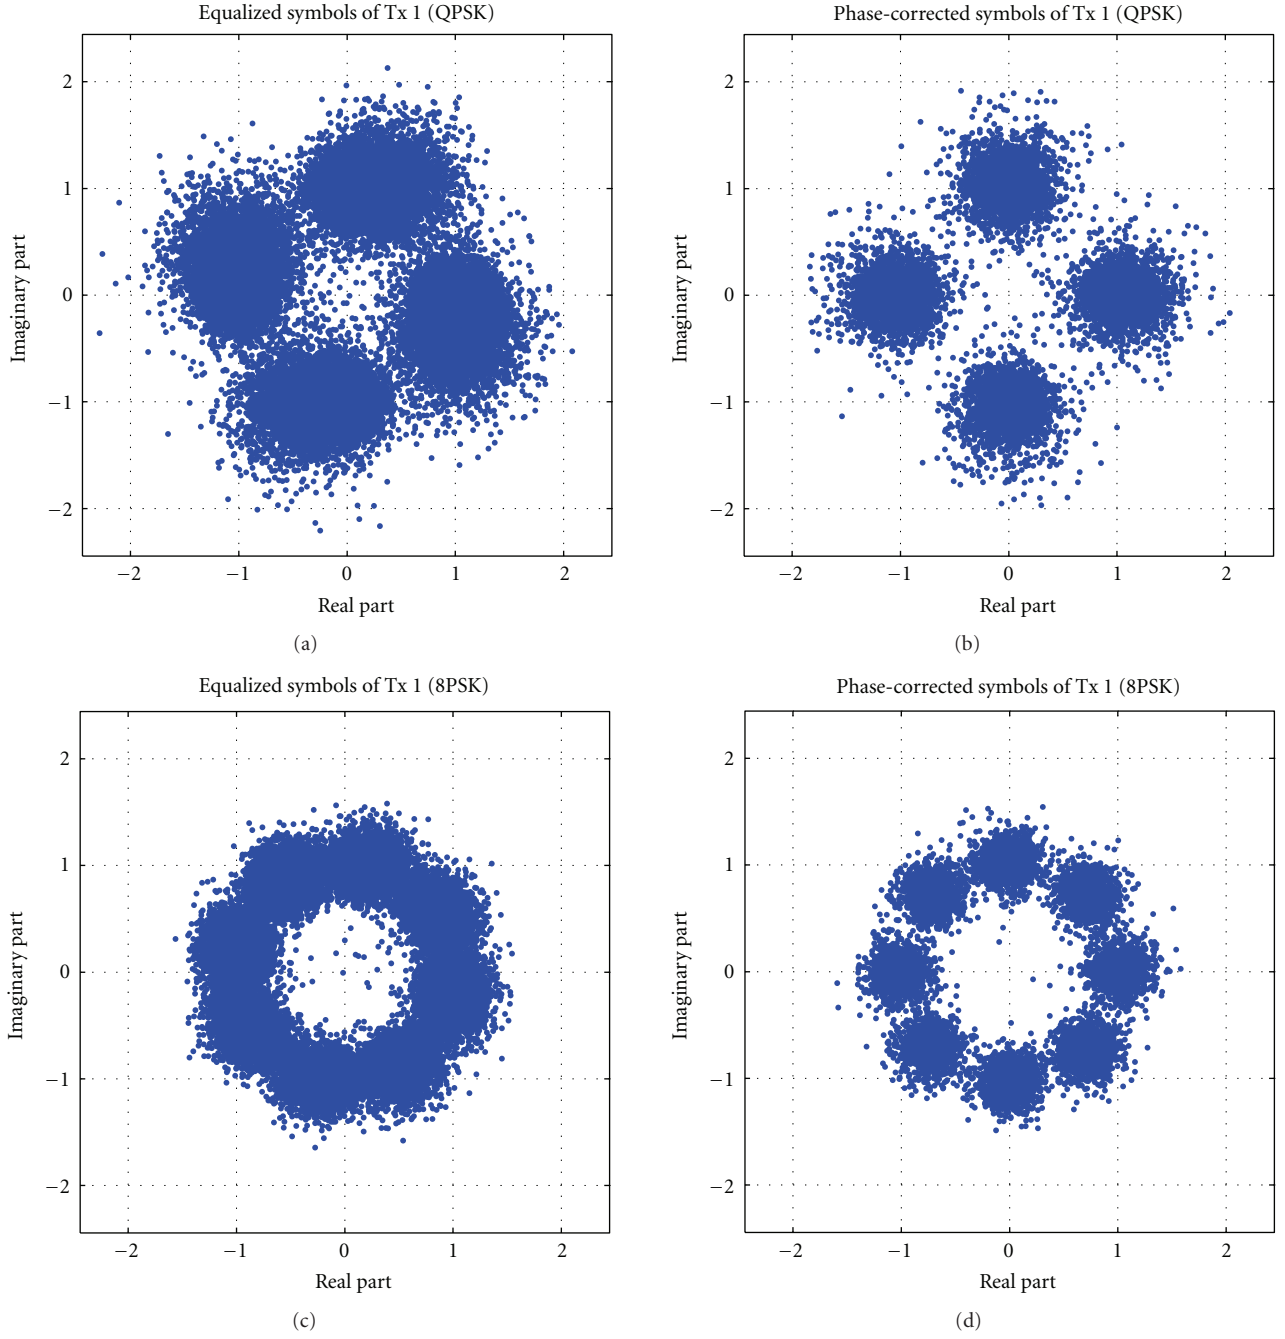 Equalized symbols of Tx 1 (QPSK)
2
1
0
−1
−2
Imaginary part
−2 −1 0 1 2
Real part
(a)
Phase-corrected symbols of Tx 1 (QPSK)
2
1
0
−1
−2
Imaginary part
−2 −1 0 1 2
Real part
(b)
Equalized symbols of Tx 1 (8PSK)
2
1
0
−1
−2
Imaginary part
−2 −1 0 1 2
Real part
(c)
Phase-corrected symbols of Tx 1 (8PSK)
2
1
0
−1
−2
Imaginary part
−2 −1 0 1 2
Real part
(d)